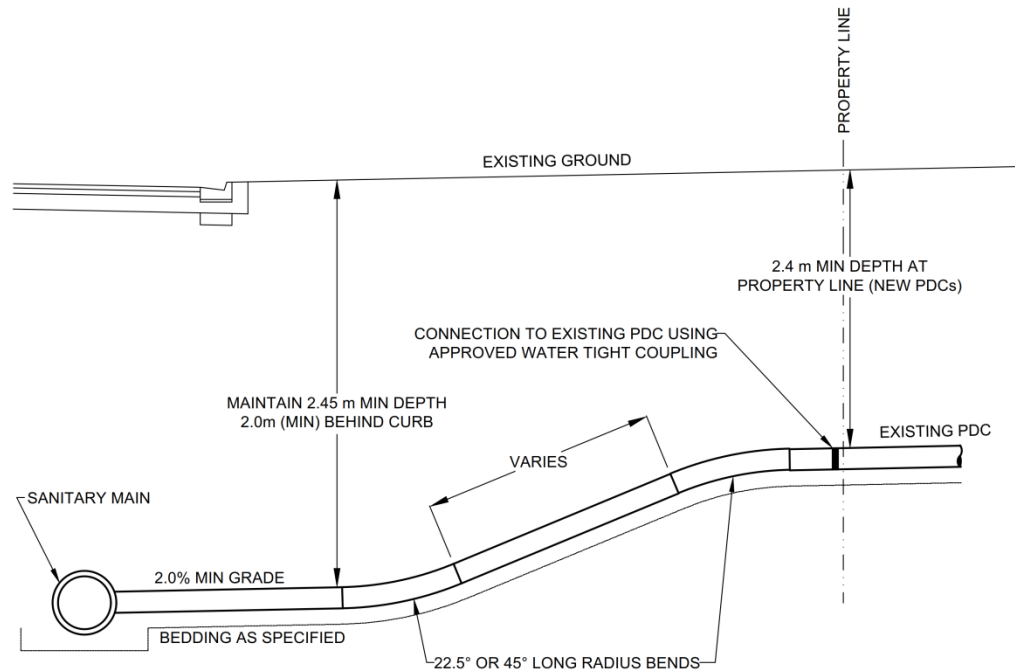 PROPERTY LINE
EXISTING GROUND
2.4 m MIN DEPTH AT
PROPERTY LINE (NEW PDCs)
CONNECTION TO EXISTING PDC USING
APPROVED WATER TIGHT COUPLING
MAINTAIN 2.45 m MIN DEPTH
2.0m (MIN) BEHIND CURB
EXISTING PDC
VARIES
SANITARY MAIN
2.0% MIN GRADE
BEDDING AS SPECIFIED
22.5° OR 45° LONG RADIUS BENDS